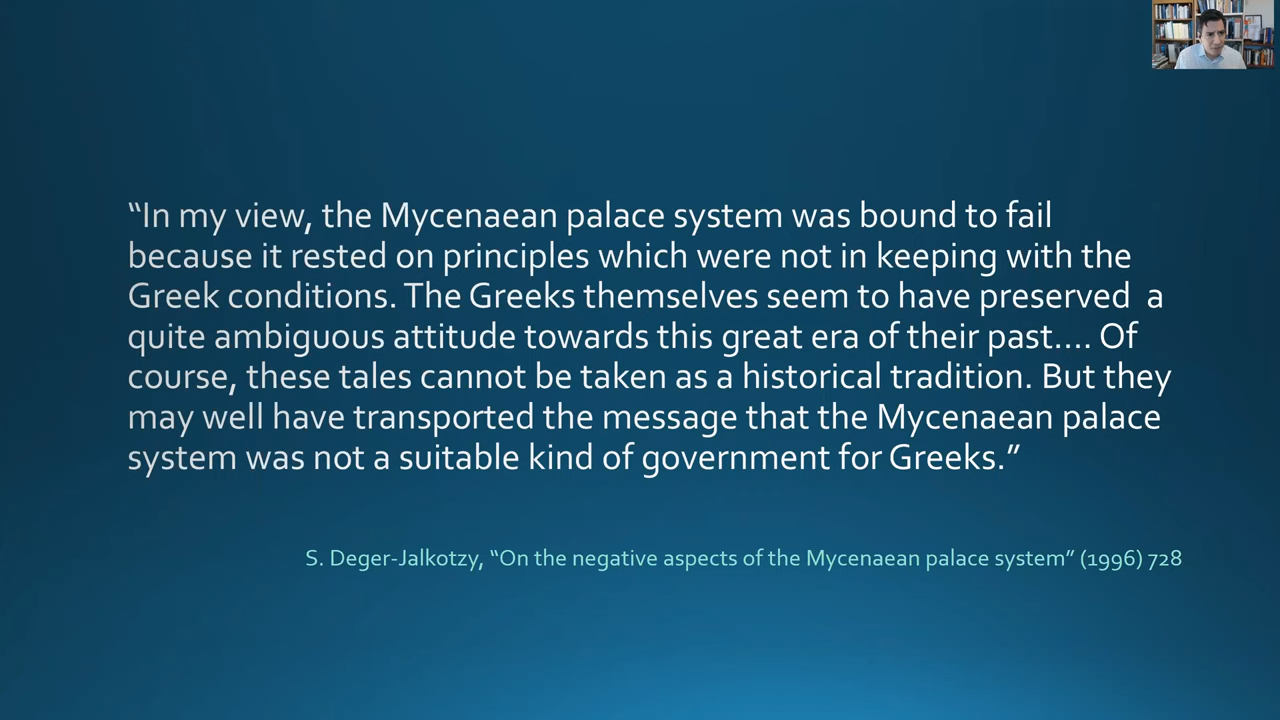 “In my view, the Mycenaean palace system was bound to fail
because it rested on principles which were not in keeping with the
Greek conditions. The Greeks themselves seem to have preserved  a
quite ambiguous attitude towards this great era of their past…. Of
course, these tales cannot be taken as a historical tradition. But they
may well have transported the message that the Mycenaean palace
system was not a suitable kind of government for Greeks.”
S. Deger-Jalkotzy, “On the negative aspects of the Mycenaean palace system” (1996) 728